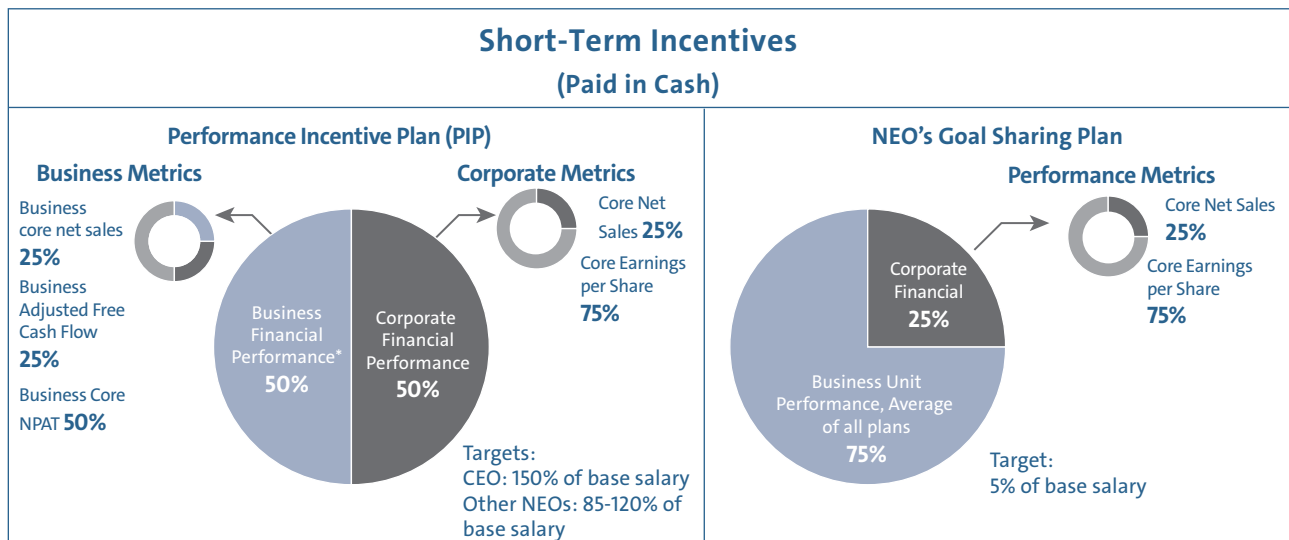 Short-Term Incentives
(Paid in Cash)
Performance Incentive Plan (PIP)
Business Metrics
Business
core net sales
25%
Business
Adjusted Free
Cash Flow
25%
Business Core
NPAT 50%
Business
Financial
Performance*
50%
Corporate
Financial
Performance
50%
Corporate Metrics
Core Net
Sales 25%
Core Earnings
per Share
75%
Targets:
CEO: 150% of base salary
Other NEOs: 85-120% of
base salary
NEO’s Goal Sharing Plan
Performance Metrics
Core Net Sales
25%
Core Earnings
per Share
75%
Corporate
Financial
25%
Business Unit
Performance, Average
of all plans
75%
Target:
5% of base salary